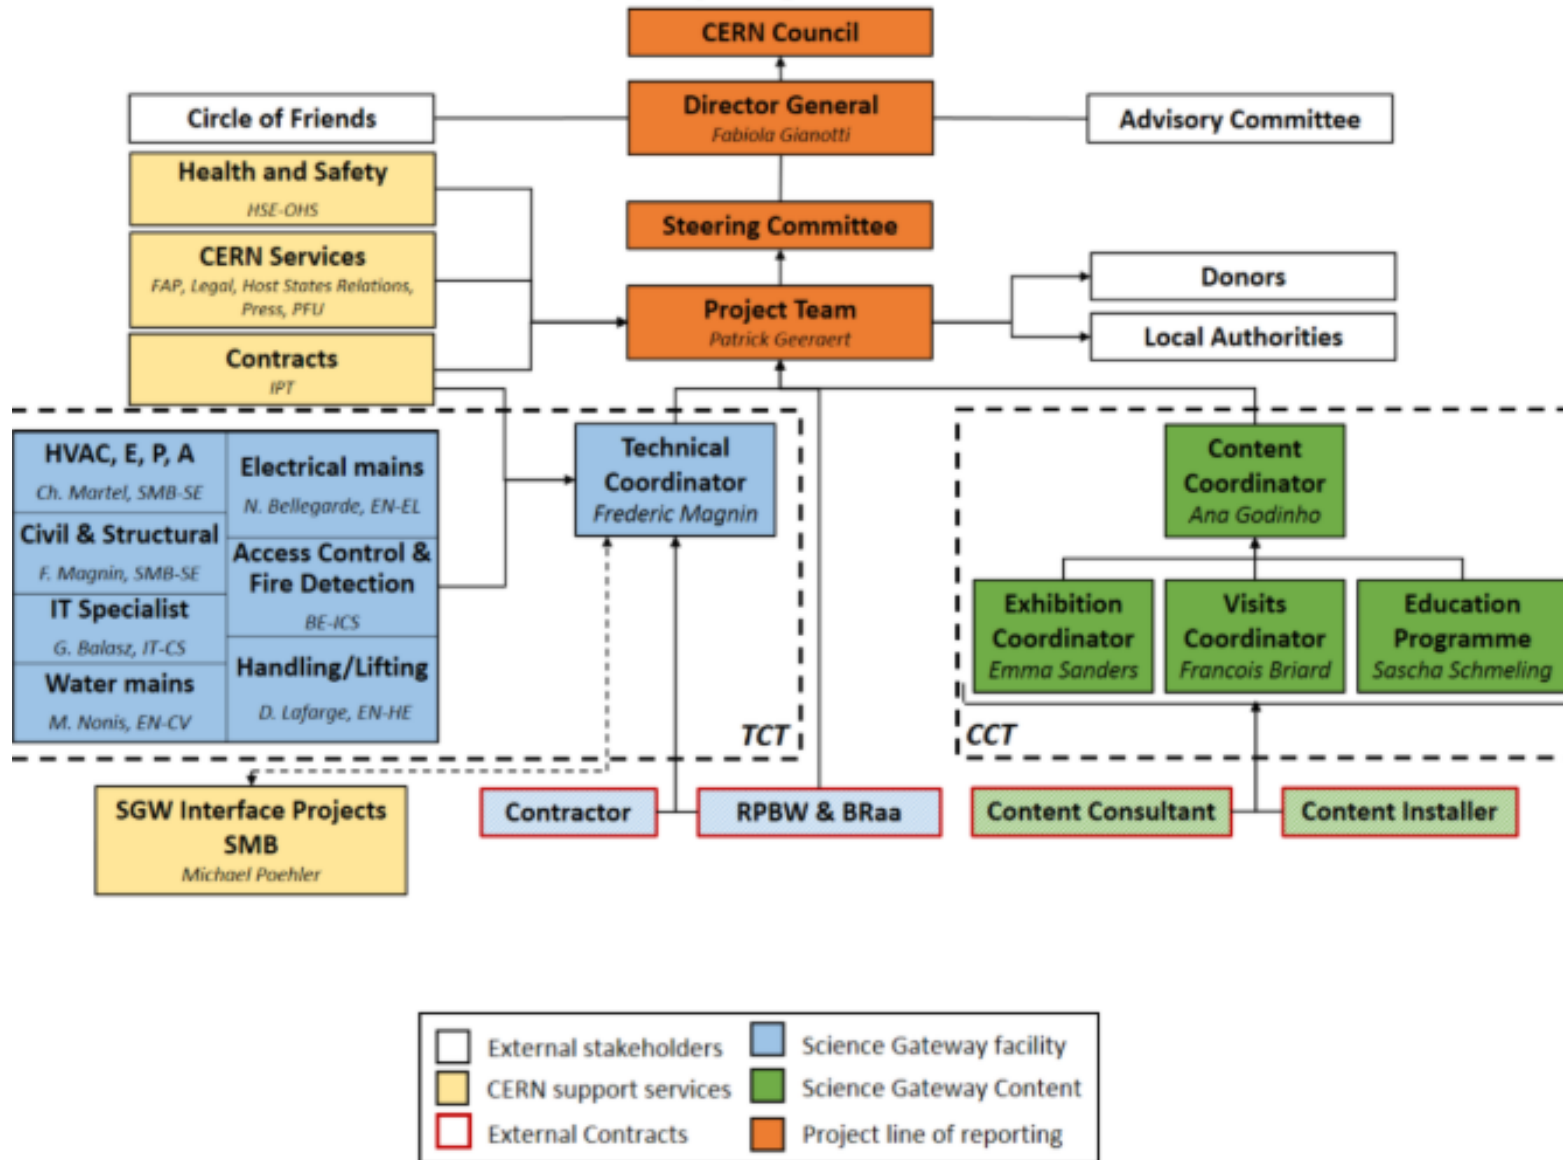 CERN Council
Director General
Fabiola Gianotti
Circle of Friends
Advisory Committee
Health and Safety
HSE-OHS
Steering Committee
CERN Services
FAP, Legal, Host States Relations,
Press, PFU
Donors
Project Team
Patrick Geeraert
Local Authorities
Contracts
IPT
HVAC, E, P, A
Ch. Martel, SMB-SE
Electrical mains
N. Bellegarde, EN-EL
Civil & Structural
F. Magnin, SMB-SE
Access Control &
Fire Detection
BE-ICS
IT Specialist
G. Balasz, IT-CS
Handling/Lifting
D. Lafarge, EN-HE
Water mains
M. Nonis, EN-CV
Technical
Coordinator
Frederic Magnin
TCT
Content
Coordinator
Ana Godinho
Exhibition
Coordinator
Emma Sanders
Visits
Coordinator
Francois Briard
Education
Programme
Sascha Schmeling
CCT
SGW Interface Projects
SMB
Michael Poehler
Contractor
RPBW & BRaa
Content Consultant
Content Installer
External stakeholders
Science Gateway facility
CERN support services
Science Gateway Content
External Contracts
Project line of reporting